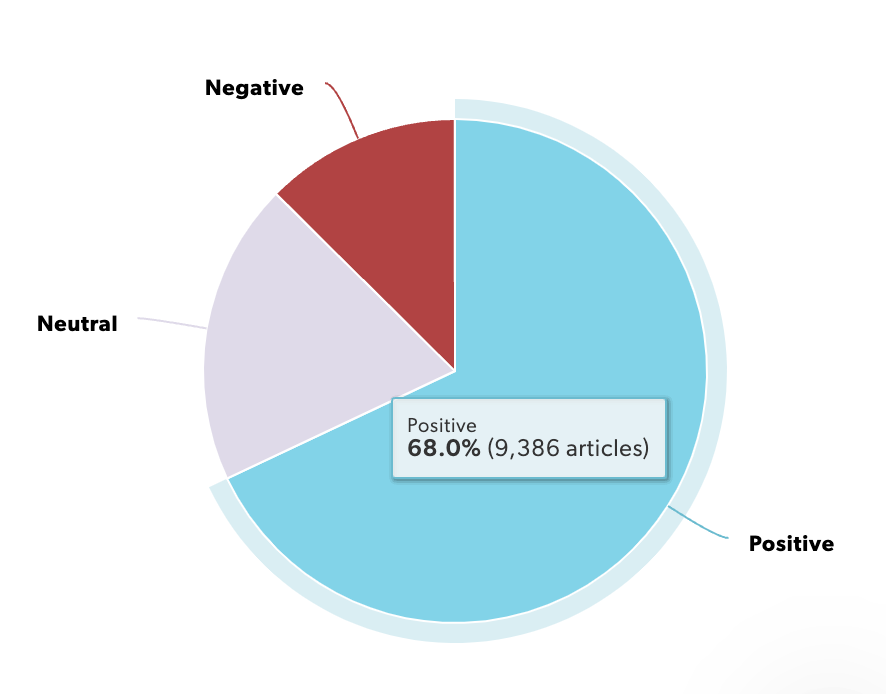 Negative
Neutral
Positive
68.0% (9,386 articles)
Positive